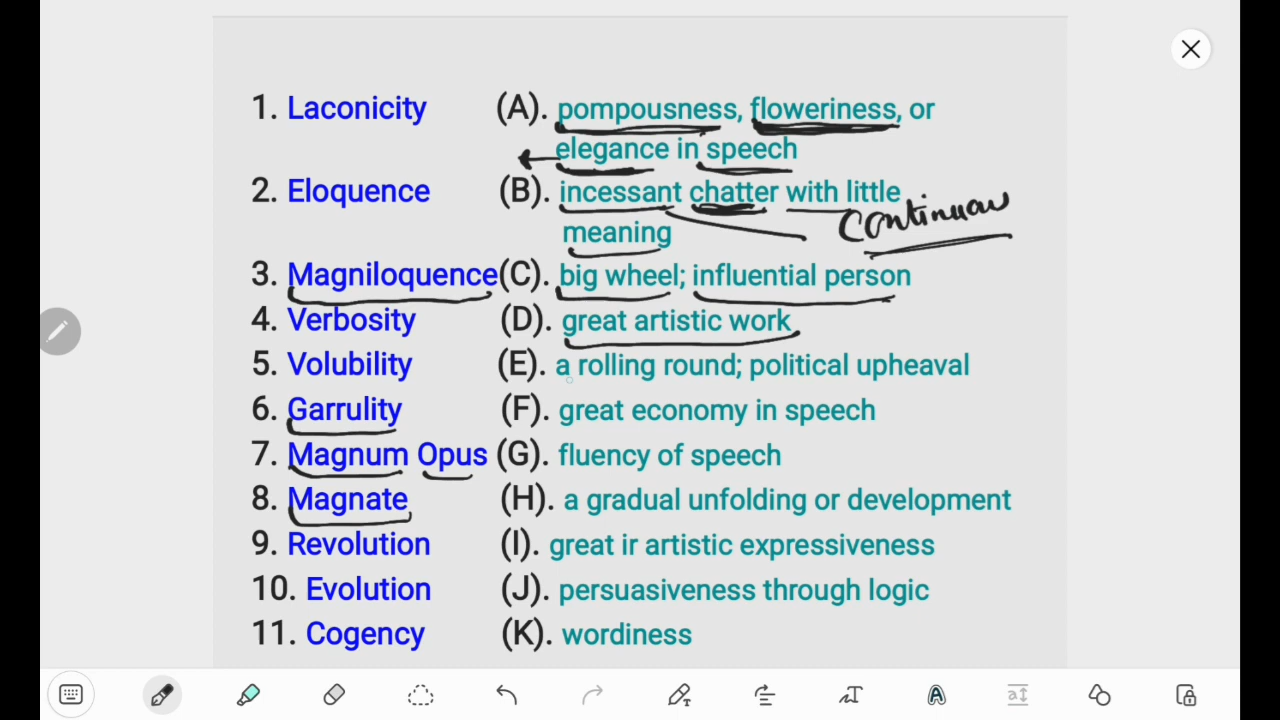 1. Laconicity (A). pompousness, floweriness, or
elegance in speech
2. Eloquence (B). incessant chatter with little
Continuous
meaning
3. Magniloquence(C). big wheel; influential person
4. Verbosity (D). great artistic work
5. Volubility (E). a rolling round; political upheaval
6. Garrulity (F). great economy in speech
7. Magnum Opus (G). fluency of speech
8. Magnate (H). a gradual unfolding or development
9. Revolution (I). great ir artistic expressiveness
10. Evolution (J). persuasiveness through logic
11. Cogency (K). wordiness